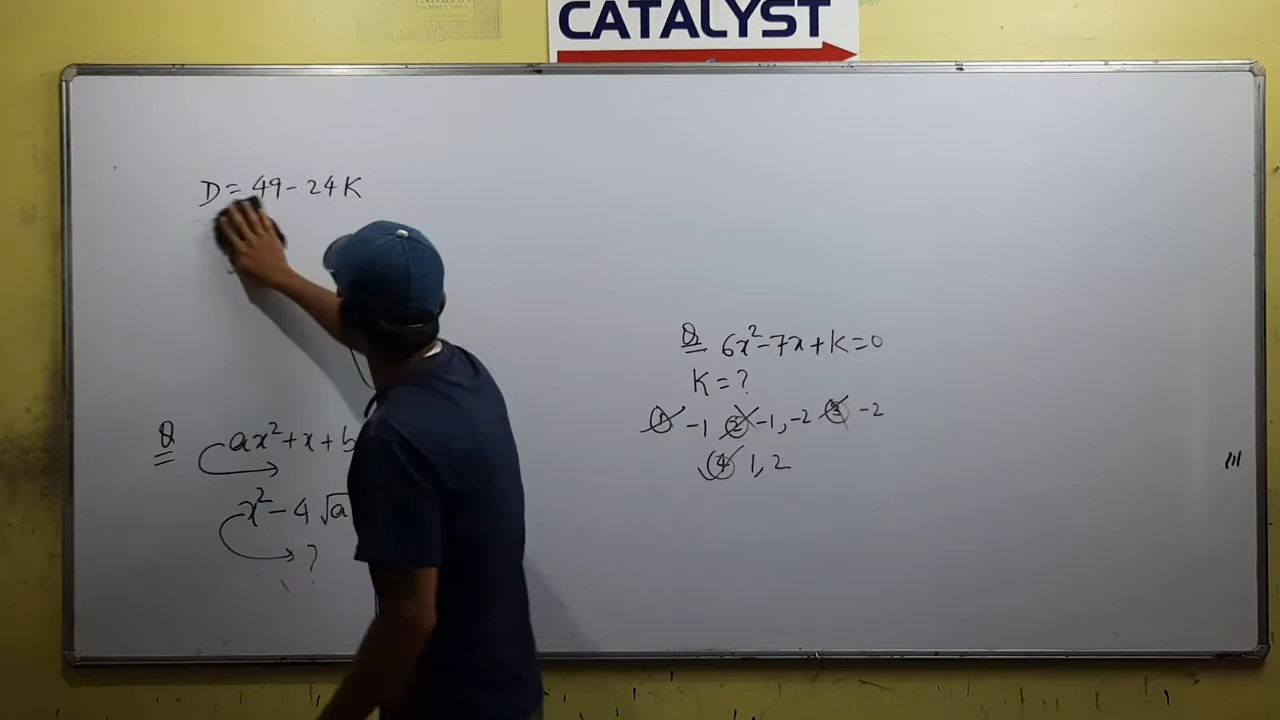 CATALYST
D = 49 - 24K
Q ax² + x + b
x² - 4 √a
?
Q 6x² - 7x + K = 0
K = ?
① -1 ② -1, -2 ③ -2
④ 1, 2